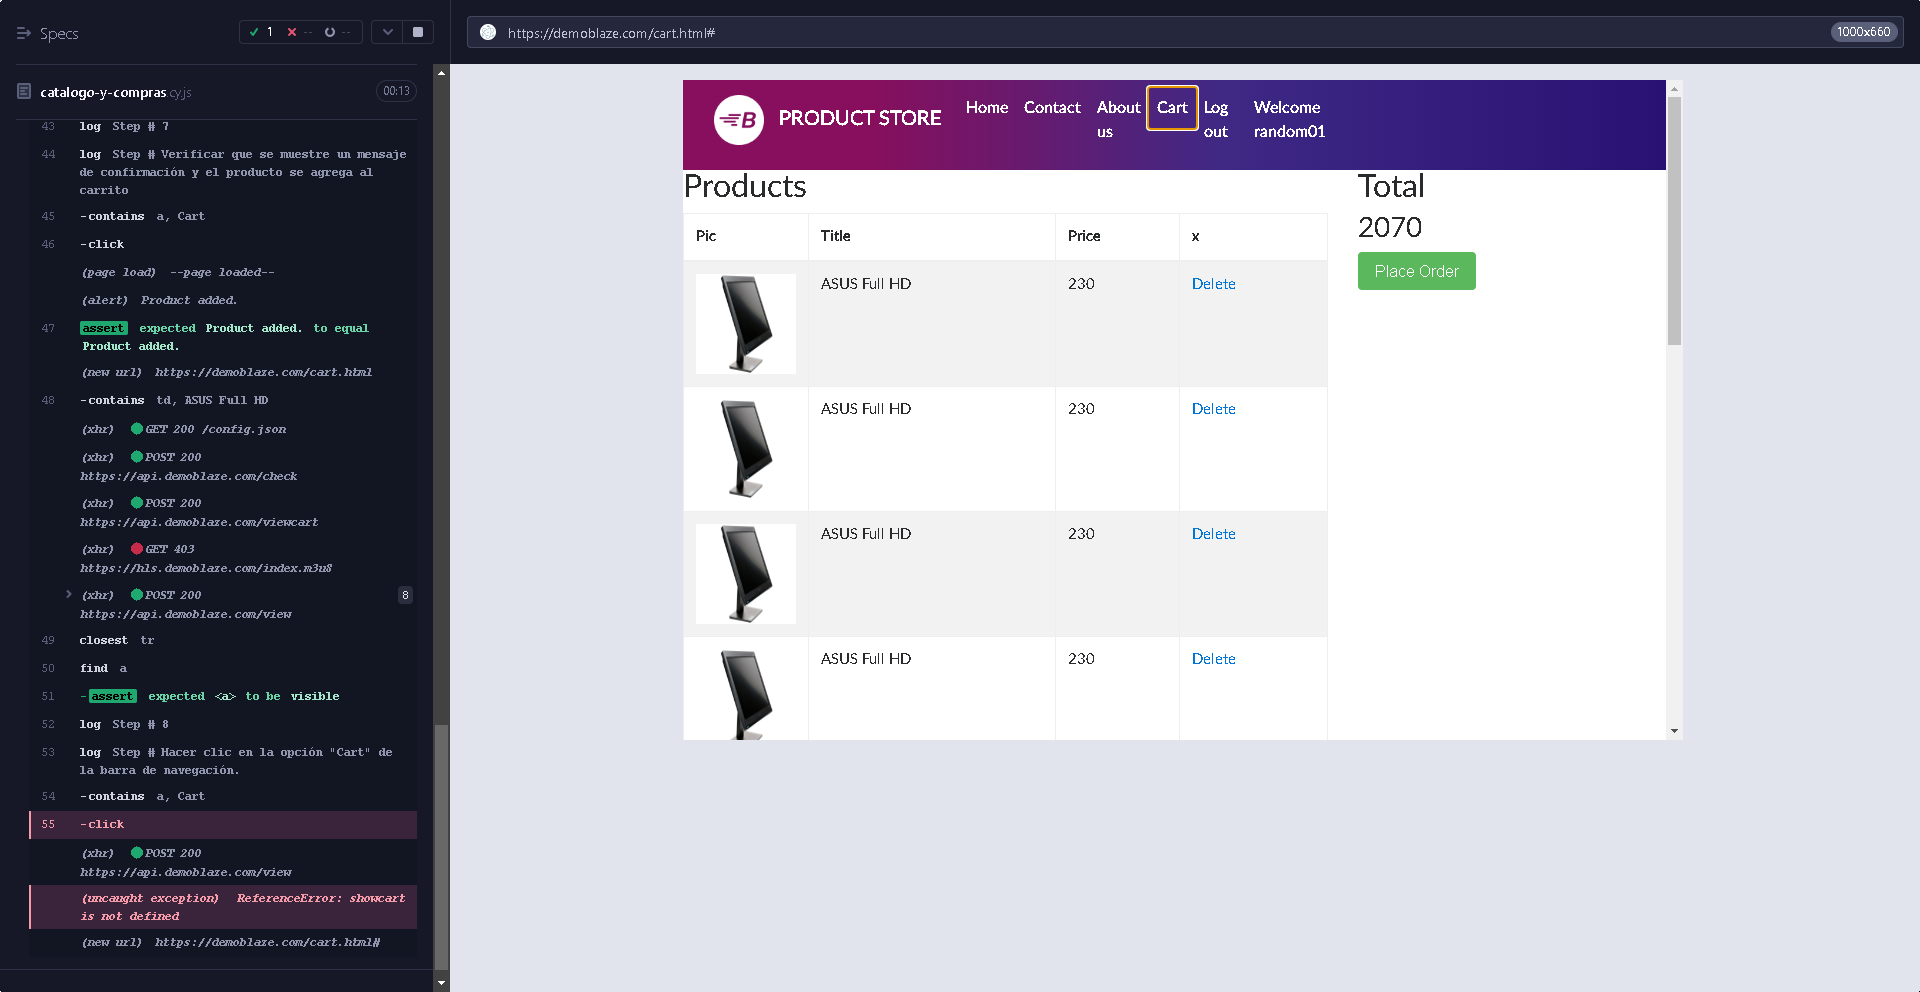 Specs
1 -- --
https://demoblaze.com/cart.html#
1000x660
catalogo-y-compras cy.js 00:13
43 log Step # 7
44 log Step # Verificar que se muestre un mensaje
de confirmación y el producto se agrega al
carrito
45 -contains a, Cart
46 -click
(page load) --page loaded--
(alert) Product added.
47 assert expected Product added. to equal
Product added.
(new url) https://demoblaze.com/cart.html
48 -contains td, ASUS Full HD
(xhr) GET 200 /config.json
(xhr) POST 200
https://api.demoblaze.com/check
(xhr) POST 200
https://api.demoblaze.com/viewcart
(xhr) GET 403
https://hls.demoblaze.com/index.m3u8
(xhr) POST 200 8
https://api.demoblaze.com/view
49 closest tr
50 find a
51 -assert expected <a> to be visible
52 log Step # 8
53 log Step # Hacer clic en la opción "Cart" de
la barra de navegación.
54 -contains a, Cart
55 -click
(xhr) POST 200
https://api.demoblaze.com/view
(uncaught exception) ReferenceError: showcart
is not defined
(new url) https://demoblaze.com/cart.html#
B PRODUCT STORE
Home Contact About us Cart Log out Welcome random01
Products
Pic Title Price x
ASUS Full HD 230 Delete
ASUS Full HD 230 Delete
ASUS Full HD 230 Delete
ASUS Full HD 230 Delete
Total
2070
Place Order